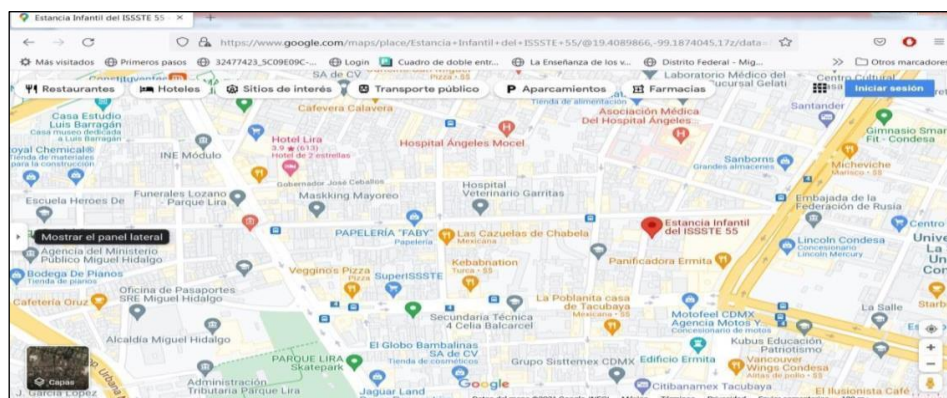 Estancia Infantil del ISSSTE 55 -
https://www.google.com/maps/place/Estancia+Infantil+del+ISSSTE+55/@19.4089866,-99.1874045,17z/data=
Más visitados
Primeros pasos
32477423_5C09E09C-...
Login
Cuadro de doble entr...
La Enseñanza de los v...
Distrito Federal - Mig...
Otros marcadores
Restaurantes
Hoteles
Sitios de interés
Transporte público
Aparcamientos
Farmacias
Iniciar sesión
SA de CV
Laboratorio Médico del
Sucursal Gelati
Centro Cultural
Casa Estudio
Luis Barragán
Casa museo dedicada
a Luis Barragán
Cafevera Calavera
Tienda de alimentación
Asociación Médica
Del Hospital Ángeles...
Santander
Gimnasio Smar
Fit - Condesa
Hotel Lira
3.9 ★ (613)
Hotel de 2 estrellas
Hospital Ángeles Mocel
oyal Chemical®
Tienda de materiales
para la construcción
INE Módulo
Sanborns
Grandes almacenes
Micheviche
Marisco • $$
Gobernador José Ceballos
Escuela Heroes De
Funerales Lozano -
Parque Lira
Maskking Mayoreo
Hospital
Veterinario Garritas
Embajada de la
Federación de Rusia
Estancia Infantil
del ISSSTE 55
Mostrar el panel lateral
PAPELERÍA "FABY"
Papelería
Las Cazuelas de Chabela
Mexicana
Centro
Agencia del Ministerio
Público Miguel Hidalgo
Lincoln Condesa
Concesionario
Lincoln Mercury
Unive
La
Un
Con
Bodega De Pianos
Tienda de pianos
Veggino's Pizza
Pizza
SuperISSSTE
Kebabnation
Turca • $$
Panificadora Ermita
Oficina de Pasaportes
SRE Miguel Hidalgo
Cafetería Oruz
La Poblanita casa
de Tacubaya
Mexicana • $$
La Salle
Starb
Secundaria Técnica
4 Celia Balcarcel
Motofeel CDMX
Agencia Motos Y...
Concesionario de motos
Alcaldía Miguel Hidalgo
El Globo Bambalinas
SA de CV
Tienda de cosméticos
Kubus Educación
Patriotismo
PARQUE LIRA
Skatepark
Grupo Sisttemex CDMX
Edificio Ermita
Vancouver
Wings Condesa
Alitas de pollo • $$
Capas
Administración
Tributaria Parque Lira
Jaguar Land
Google
Citibanamex Tacubaya
El Ilusionista Café
J. García López